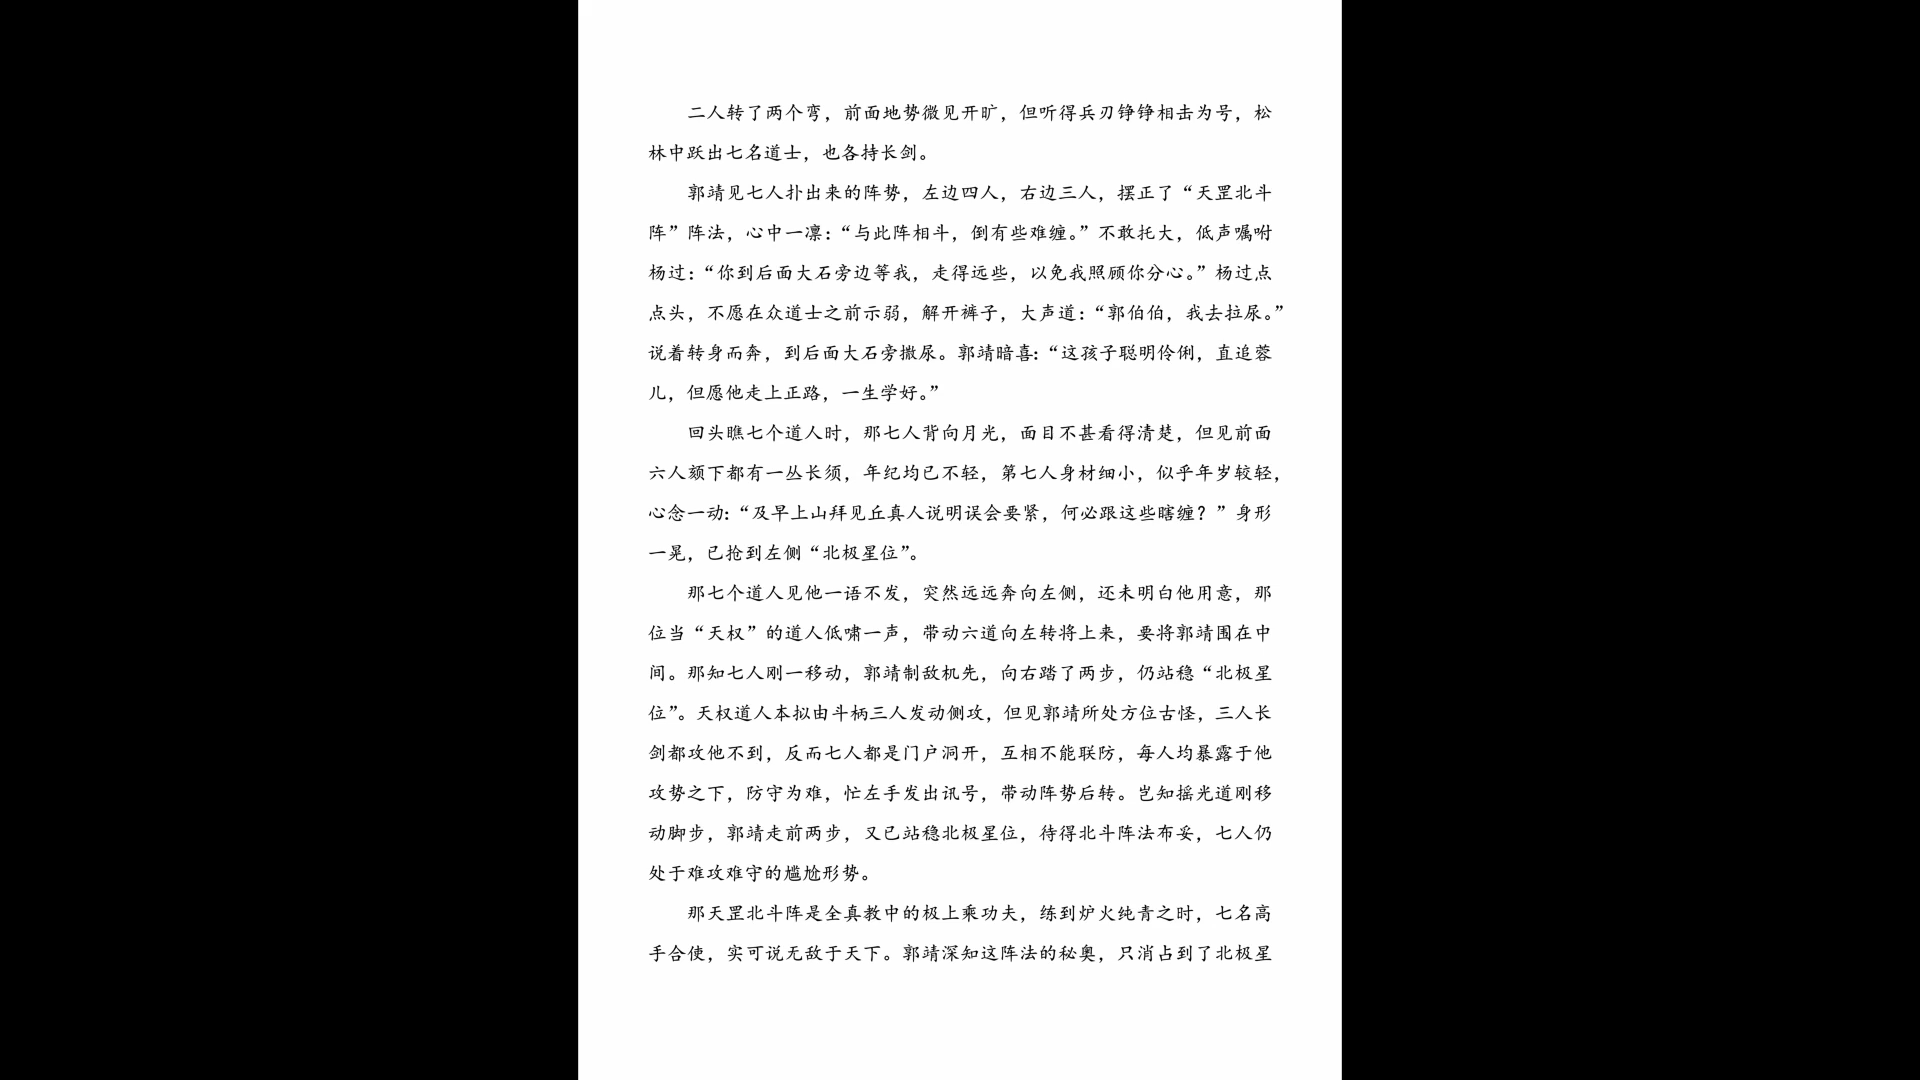 二人转了两个弯，前面地势微见开旷，但听得兵刃铮铮相击为号，松
林中跃出七名道士，也各持长剑。
郭靖见七人扑出来的阵势，左边四人，右边三人，摆正了“天罡北斗
阵”阵法，心中一凛：“与此阵相斗，倒有些难缠。”不敢托大，低声嘱咐
杨过：“你到后面大石旁边等我，走得远些，以免我照顾你分心。”杨过点
点头，不愿在众道士之前示弱，解开裤子，大声道：“郭伯伯，我去拉尿。”
说着转身而奔，到后面大石旁撒尿。郭靖暗喜：“这孩子聪明伶俐，直追蓉
儿，但愿他走上正路，一生学好。”
回头瞧七个道人时，那七人背向月光，面目不甚看得清楚，但见前面
六人颏下都有一丛长须，年纪均已不轻，第七人身材细小，似乎年岁较轻，
心念一动：“及早上山拜见丘真人说明误会要紧，何必跟这些瞎缠？”身形
一晃，已抢到左侧“北极星位”。
那七个道人见他一语不发，突然远远奔向左侧，还未明白他用意，那
位当“天权”的道人低啸一声，带动六道向左转将上来，要将郭靖围在中
间。那知七人刚一移动，郭靖制敌机先，向右踏了两步，仍站稳“北极星
位”。天权道人本拟由斗柄三人发动侧攻，但见郭靖所处方位古怪，三人长
剑都攻他不到，反而七人都是门户洞开，互相不能联防，每人均暴露于他
攻势之下，防守为难，忙左手发出讯号，带动阵势后转。岂知摇光道刚移
动脚步，郭靖走前两步，又已站稳北极星位，待得北斗阵法布妥，七人仍
处于难攻难守的尴尬形势。
那天罡北斗阵是全真教中的极上乘功夫，练到炉火纯青之时，七名高
手合使，实可说无敌于天下。郭靖深知这阵法的秘奥，只消占到了北极星